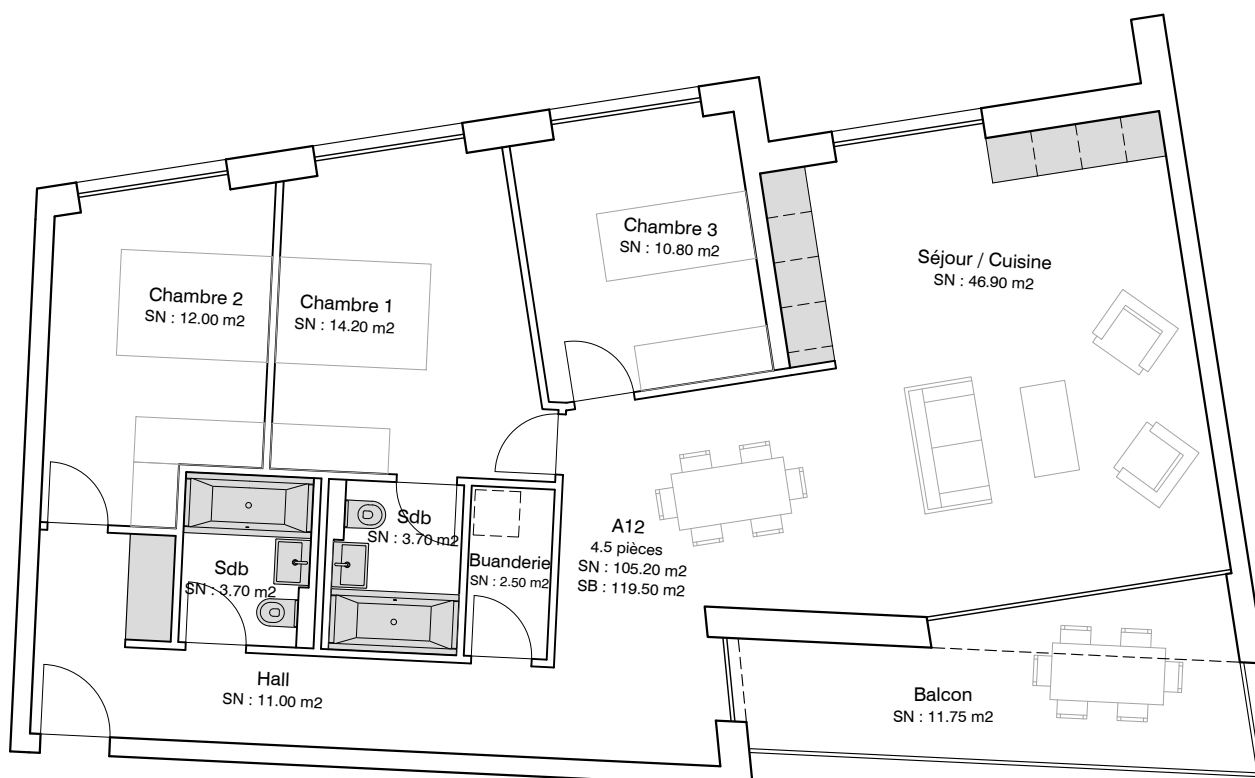 Chambre 3
SN : 10.80 m2
Séjour / Cuisine
SN : 46.90 m2
Chambre 2
SN : 12.00 m2
Chambre 1
SN : 14.20 m2
Sdb
SN : 3.70 m2
A12
4.5 pièces
SN : 105.20 m2
SB : 119.50 m2
Buanderie
SN : 2.50 m2
Sdb
SN : 3.70 m2
Hall
SN : 11.00 m2
Balcon
SN : 11.75 m2